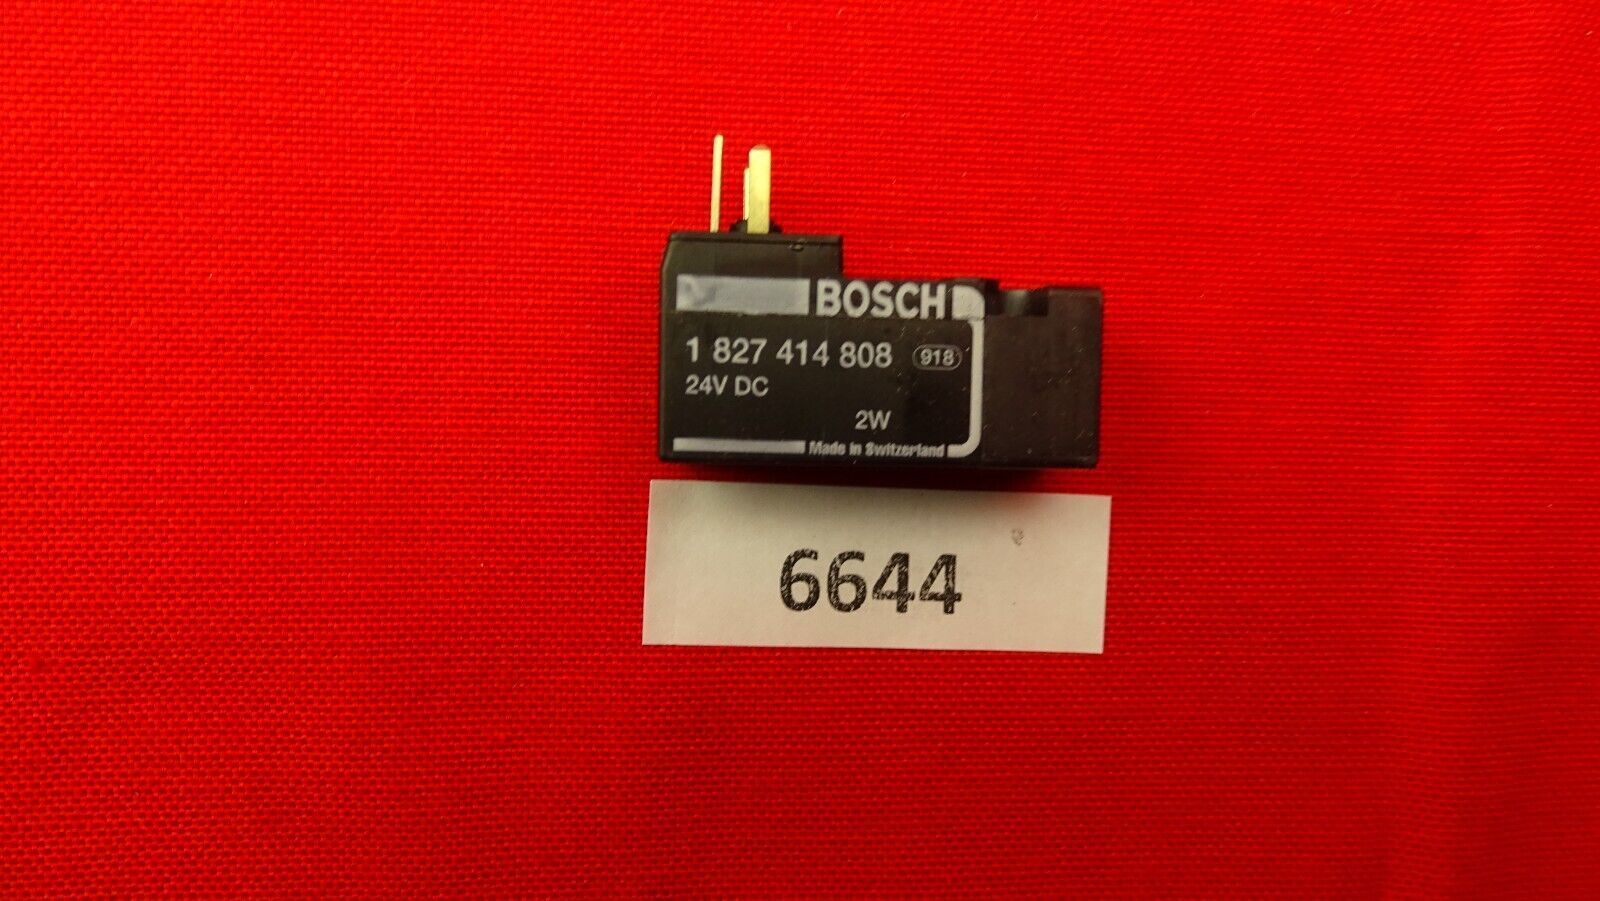 BOSCH
1 827 414 808 918
24V DC
2W
Made in Switzerland
6644